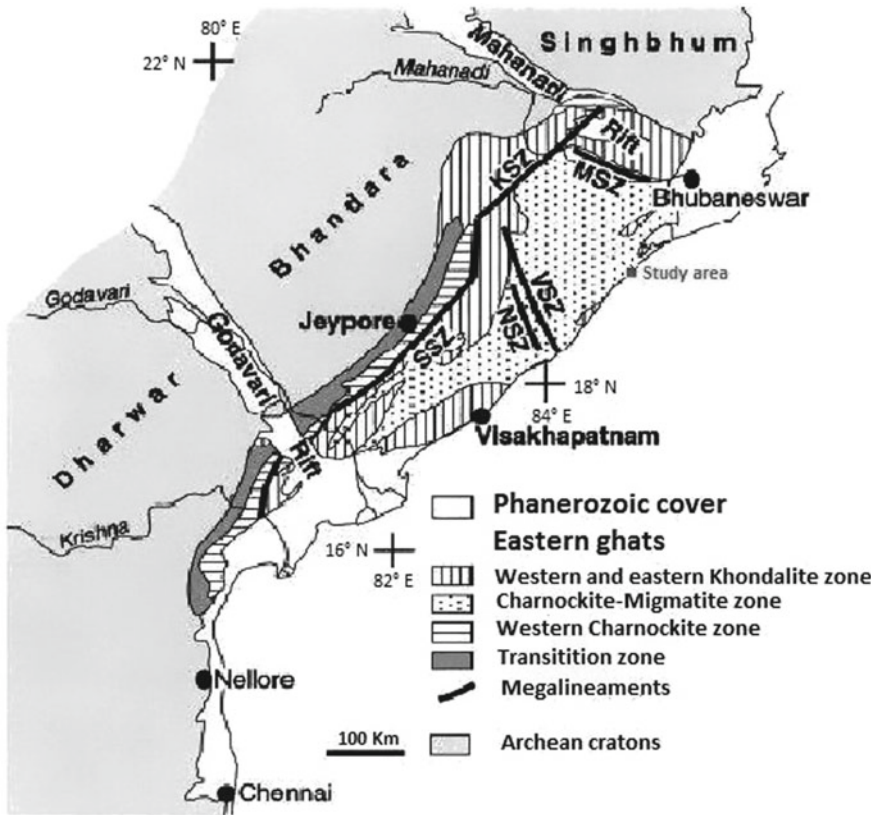 80° E
22° N
Singhbhum
Mahanadi
Mahanadi
Rift
KSZ
MSZ
Bhubaneswar
Bhandara
Study area
Godavari
Godavari
Jeypore
SSZ
VSZ
NSZ
18° N
84° E
Dharwar
Visakhapatnam
Rift
Krishna
16° N
82° E
Phanerozoic cover
Eastern ghats
Western and eastern Khondalite zone
Charnockite-Migmatite zone
Western Charnockite zone
Transitition zone
Megalineaments
Nellore
100 Km
Archean cratons
Chennai